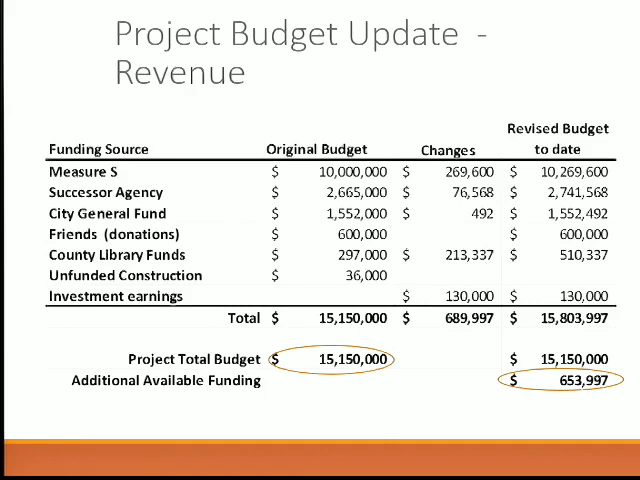 Project Budget Update -
Revenue
Revised Budget
Funding Source Original Budget Changes to date
Measure S $ 10,000,000 $ 269,600 $ 10,269,600
Successor Agency $ 2,665,000 $ 76,568 $ 2,741,568
City General Fund $ 1,552,000 $ 492 $ 1,552,492
Friends (donations) $ 600,000 $ 600,000
County Library Funds $ 297,000 $ 213,337 $ 510,337
Unfunded Construction $ 36,000
Investment earnings $ 130,000 $ 130,000
Total $ 15,150,000 $ 689,997 $ 15,803,997
Project Total Budget $ 15,150,000 $ 15,150,000
Additional Available Funding $ 653,997